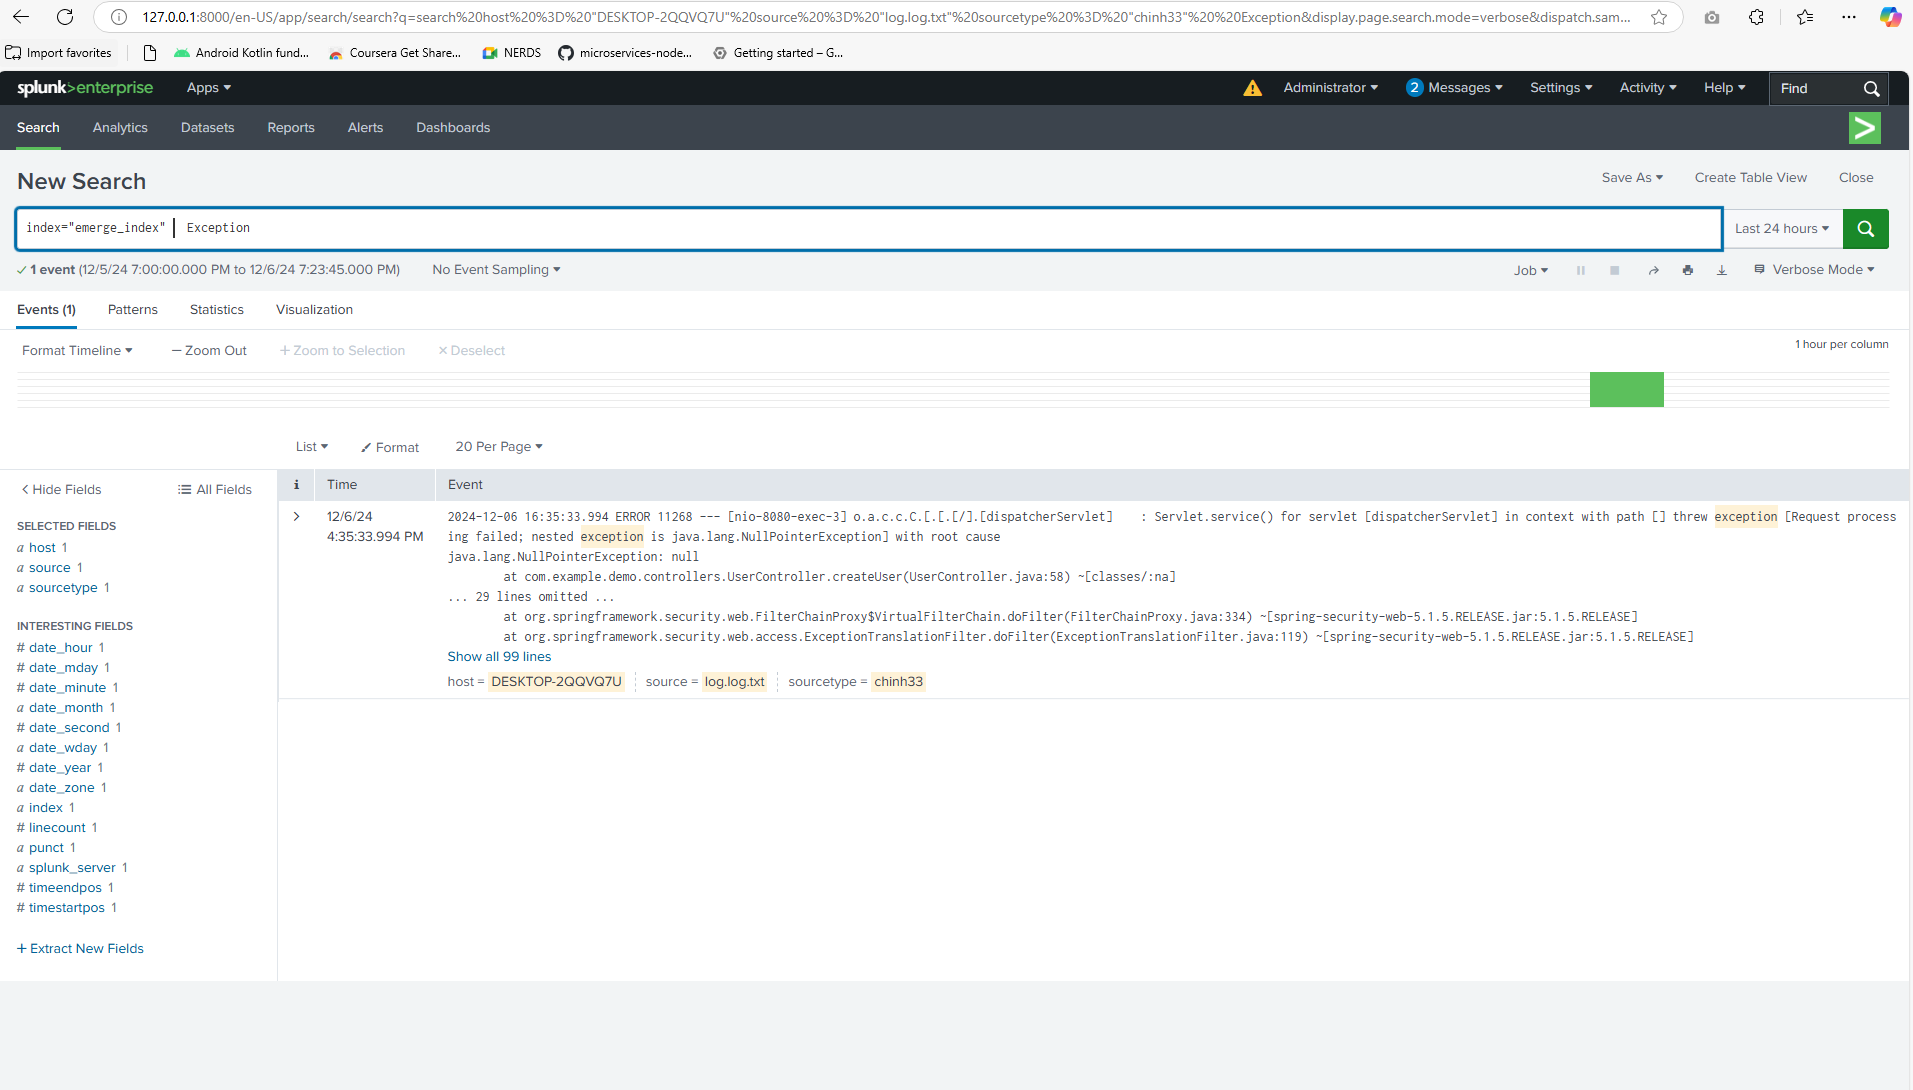 127.0.0.1:8000/en-US/app/search/search?q=search%20host%20%3D%20"DESKTOP-2QQVQ7U"%20source%20%3D%20"log.log.txt"%20sourcetype%20%3D%20"chinh33"%20%20Exception&display.page.search.mode=verbose&dispatch.sam...
Import favorites
Android Kotlin fund...
Coursera Get Share...
NERDS
microservices-node...
Getting started – G...
splunk>enterprise
Apps
Administrator
2 Messages
Settings
Activity
Help
Find
Search
Analytics
Datasets
Reports
Alerts
Dashboards
>
New Search
Save As
Create Table View
Close
index="emerge_index" Exception
Last 24 hours
✓ 1 event (12/5/24 7:00:00.000 PM to 12/6/24 7:23:45.000 PM)
No Event Sampling
Job
Verbose Mode
Events (1)
Patterns
Statistics
Visualization
Format Timeline
— Zoom Out
+ Zoom to Selection
× Deselect
1 hour per column
List
Format
20 Per Page
< Hide Fields
All Fields
SELECTED FIELDS
a host 1
a source 1
a sourcetype 1
INTERESTING FIELDS
# date_hour 1
# date_mday 1
# date_minute 1
a date_month 1
# date_second 1
a date_wday 1
# date_year 1
a date_zone 1
a index 1
# linecount 1
a punct 1
a splunk_server 1
# timeendpos 1
# timestartpos 1
+ Extract New Fields
i
Time
Event
>
12/6/24
4:35:33.994 PM
2024-12-06 16:35:33.994 ERROR 11268 --- [nio-8080-exec-3] o.a.c.c.C.[.[.[/].[dispatcherServlet]    : Servlet.service() for servlet [dispatcherServlet] in context with path [] threw exception [Request process
ing failed; nested exception is java.lang.NullPointerException] with root cause
java.lang.NullPointerException: null
at com.example.demo.controllers.UserController.createUser(UserController.java:58) ~[classes/:na]
... 29 lines omitted ...
at org.springframework.security.web.FilterChainProxy$VirtualFilterChain.doFilter(FilterChainProxy.java:334) ~[spring-security-web-5.1.5.RELEASE.jar:5.1.5.RELEASE]
at org.springframework.security.web.access.ExceptionTranslationFilter.doFilter(ExceptionTranslationFilter.java:119) ~[spring-security-web-5.1.5.RELEASE.jar:5.1.5.RELEASE]
Show all 99 lines
host = DESKTOP-2QQVQ7U
source = log.log.txt
sourcetype = chinh33